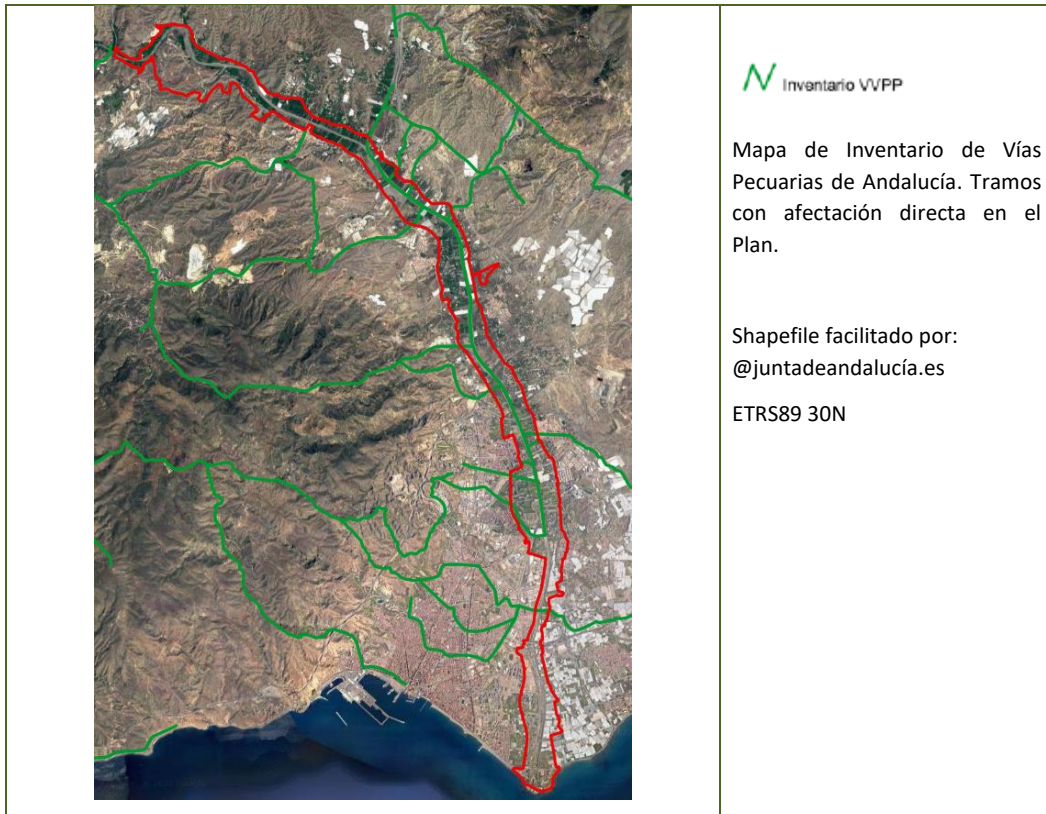 Inventario VVPP
Mapa de Inventario de Vías
Pecuarias de Andalucía. Tramos
con afectación directa en el
Plan.
Shapefile facilitado por:
@juntadeandalucía.es
ETRS89 30N